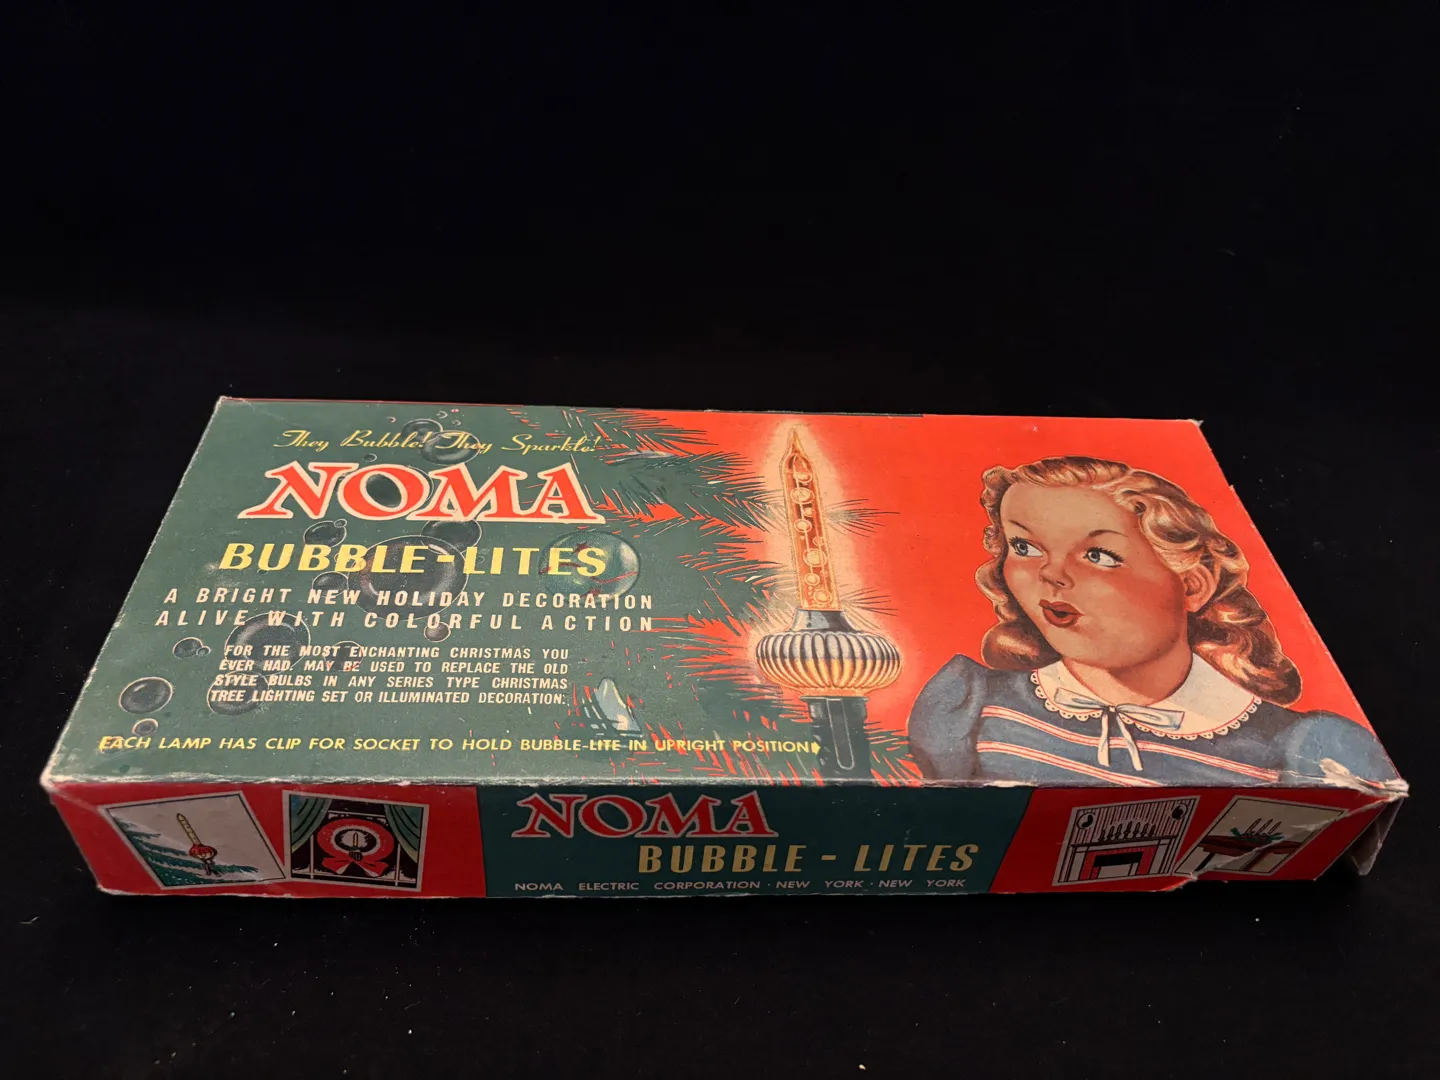 They Bubble! They Sparkle!
NOMA
BUBBLE-LITES
A BRIGHT NEW HOLIDAY DECORATION
ALIVE WITH COLORFUL ACTION
FOR THE MOST ENCHANTING CHRISTMAS YOU
EVER HAD. MAY BE USED TO REPLACE THE OLD
STYLE BULBS IN ANY SERIES TYPE CHRISTMAS
TREE LIGHTING SET OR ILLUMINATED DECORATION.
EACH LAMP HAS CLIP FOR SOCKET TO HOLD BUBBLE-LITE IN UPRIGHT POSITION
NOMA
BUBBLE - LITES
NOMA ELECTRIC CORPORATION · NEW YORK · NEW YORK